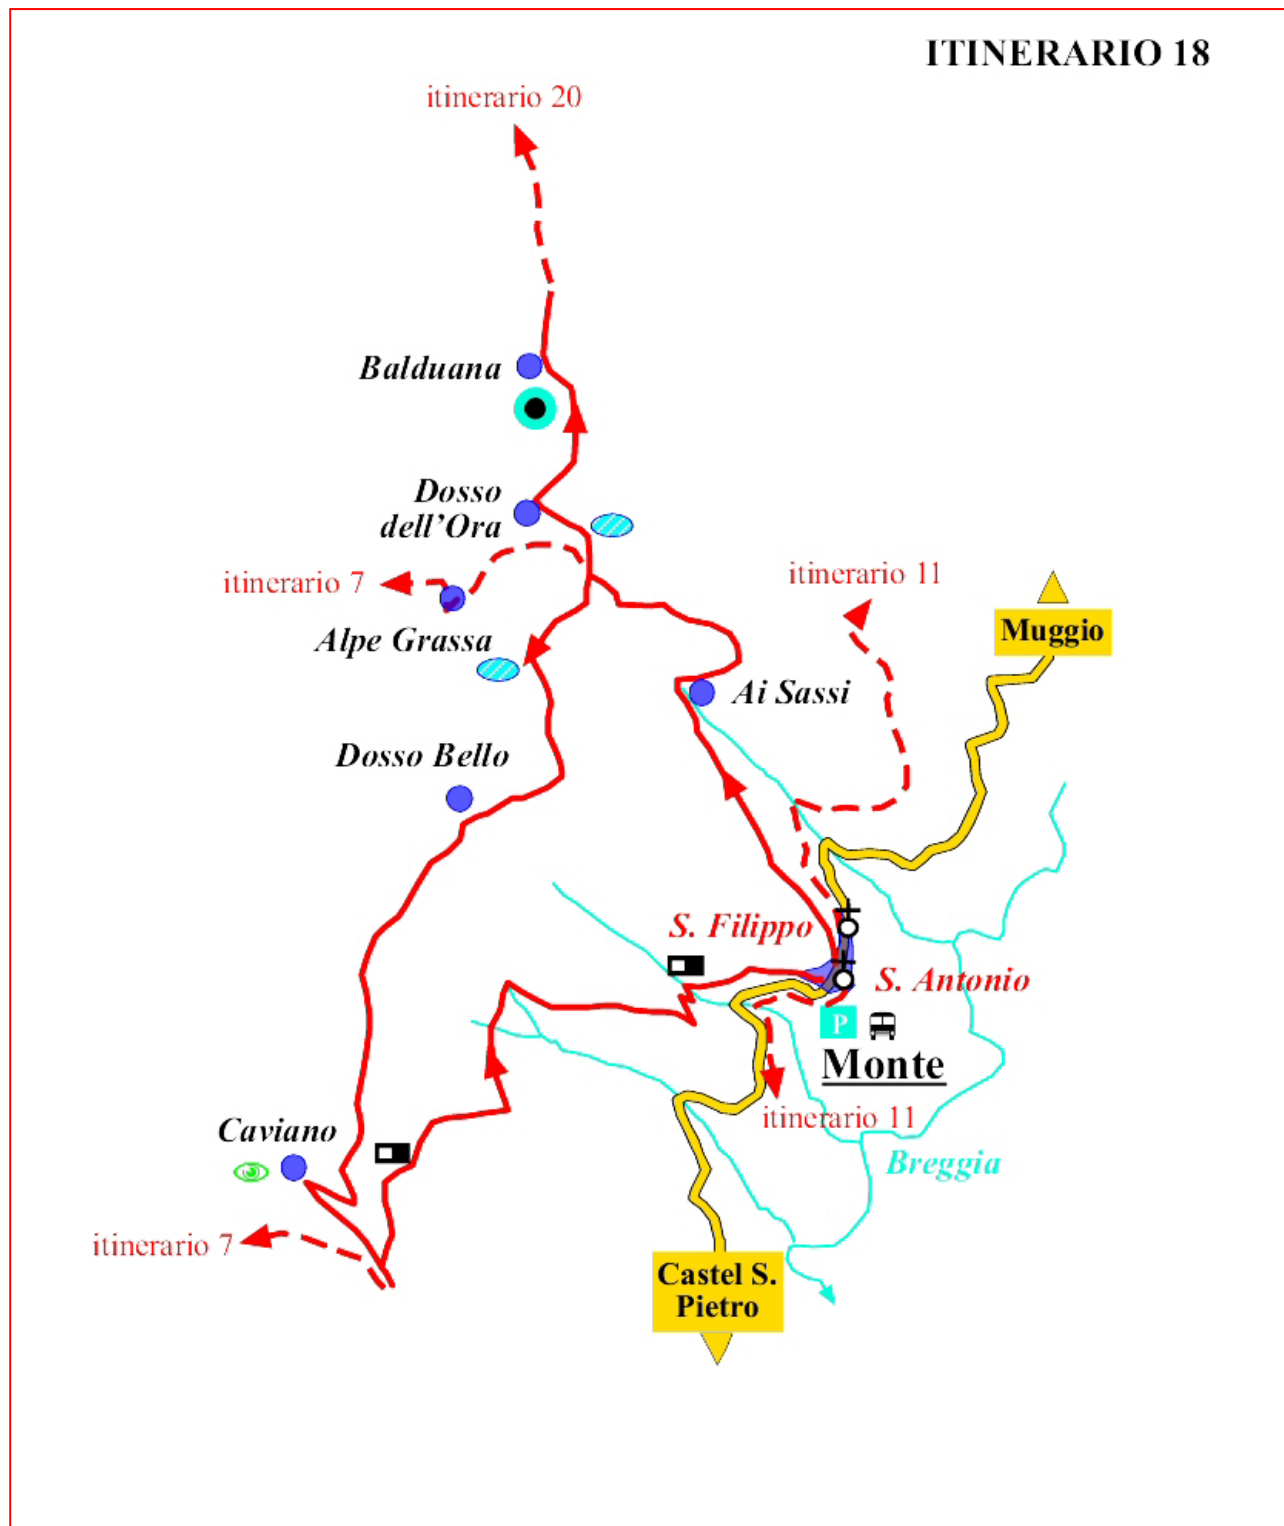 ITINERARIO 18
itinerario 20
Balduana
Dosso
dell'Ora
itinerario 7
itinerario 11
Muggio
Alpe Grassa
Ai Sassi
Dosso Bello
S. Filippo
S. Antonio
P
Monte
itinerario 11
Caviano
Breggia
itinerario 7
Castel S.
Pietro